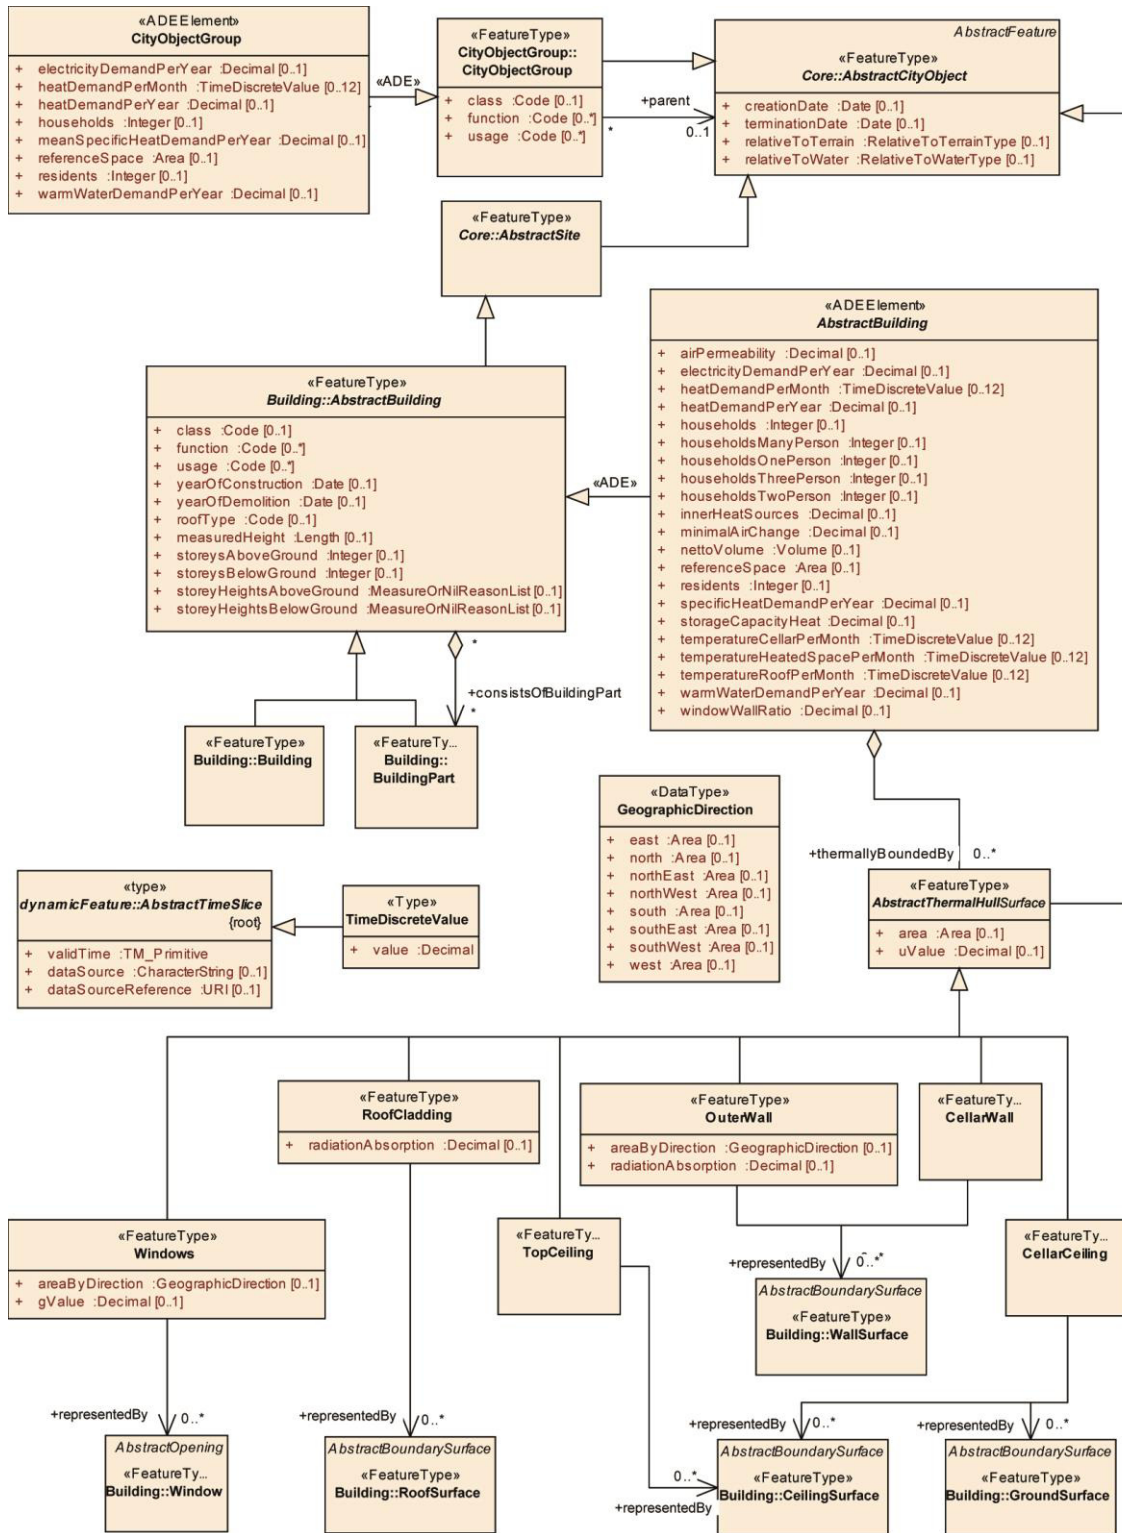 «ADEElement»
CityObjectGroup
+ electricityDemandPerYear :Decimal [0..1]
+ heatDemandPerMonth :TimeDiscreteValue [0..12]
+ heatDemandPerYear :Decimal [0..1]
+ households :Integer [0..1]
+ meanSpecificHeatDemandPerYear :Decimal [0..1]
+ referenceSpace :Area [0..1]
+ residents :Integer [0..1]
+ warmWaterDemandPerYear :Decimal [0..1]
«ADE»
«FeatureType»
CityObjectGroup::
CityObjectGroup
+ class :Code [0..1]
+ function :Code [0..*]
+ usage :Code [0..*]
+parent
*
0..1
AbstractFeature
«FeatureType»
Core::AbstractCityObject
+ creationDate :Date [0..1]
+ terminationDate :Date [0..1]
+ relativeToTerrain :RelativeToTerrainType [0..1]
+ relativeToWater :RelativeToWaterType [0..1]
«FeatureType»
Core::AbstractSite
«FeatureType»
Building::AbstractBuilding
+ class :Code [0..1]
+ function :Code [0..*]
+ usage :Code [0..*]
+ yearOfConstruction :Date [0..1]
+ yearOfDemolition :Date [0..1]
+ roofType :Code [0..1]
+ measuredHeight :Length [0..1]
+ storeysAboveGround :Integer [0..1]
+ storeysBelowGround :Integer [0..1]
+ storeyHeightsAboveGround :MeasureOrNilReasonList [0..1]
+ storeyHeightsBelowGround :MeasureOrNilReasonList [0..1]
«ADE»
«ADEElement»
AbstractBuilding
+ airPermeability :Decimal [0..1]
+ electricityDemandPerYear :Decimal [0..1]
+ heatDemandPerMonth :TimeDiscreteValue [0..12]
+ heatDemandPerYear :Decimal [0..1]
+ households :Integer [0..1]
+ householdsManyPerson :Integer [0..1]
+ householdsOnePerson :Integer [0..1]
+ householdsThreePerson :Integer [0..1]
+ householdsTwoPerson :Integer [0..1]
+ innerHeatSources :Decimal [0..1]
+ minimalAirChange :Decimal [0..1]
+ nettoVolume :Volume [0..1]
+ referenceSpace :Area [0..1]
+ residents :Integer [0..1]
+ specificHeatDemandPerYear :Decimal [0..1]
+ storageCapacityHeat :Decimal [0..1]
+ temperatureCellarPerMonth :TimeDiscreteValue [0..12]
+ temperatureHeatedSpacePerMonth :TimeDiscreteValue [0..12]
+ temperatureRoofPerMonth :TimeDiscreteValue [0..12]
+ warmWaterDemandPerYear :Decimal [0..1]
+ windowWallRatio :Decimal [0..1]
*
+consistsOfBuildingPart
*
«FeatureType»
Building::Building
«FeatureTy...
Building::
BuildingPart
«DataType»
GeographicDirection
+ east :Area [0..1]
+ north :Area [0..1]
+ northEast :Area [0..1]
+ northWest :Area [0..1]
+ south :Area [0..1]
+ southEast :Area [0..1]
+ southWest :Area [0..1]
+ west :Area [0..1]
+thermallyBoundedBy 0..*
«FeatureType»
AbstractThermalHullSurface
+ area :Area [0..1]
+ uValue :Decimal [0..1]
«type»
dynamicFeature::AbstractTimeSlice
{root}
+ validTime :TM_Primitive
+ dataSource :CharacterString [0..1]
+ dataSourceReference :URI [0..1]
«Type»
TimeDiscreteValue
+ value :Decimal
«FeatureType»
RoofCladding
+ radiationAbsorption :Decimal [0..1]
«FeatureType»
OuterWall
+ areaByDirection :GeographicDirection [0..1]
+ radiationAbsorption :Decimal [0..1]
«FeatureTy...
CellarWall
«FeatureType»
Windows
+ areaByDirection :GeographicDirection [0..1]
+ gValue :Decimal [0..1]
«FeatureTy...
TopCeiling
«FeatureTy...
CellarCeiling
+representedBy 0..*
AbstractBoundarySurface
«FeatureType»
Building::WallSurface
+representedBy 0..*
AbstractOpening
«FeatureTy...
Building::Window
+representedBy 0..*
AbstractBoundarySurface
«FeatureType»
Building::RoofSurface
+representedBy 0..*
0..*
+representedBy
AbstractBoundarySurface
«FeatureType»
Building::CeilingSurface
+representedBy 0..*
AbstractBoundarySurface
«FeatureType»
Building::GroundSurface